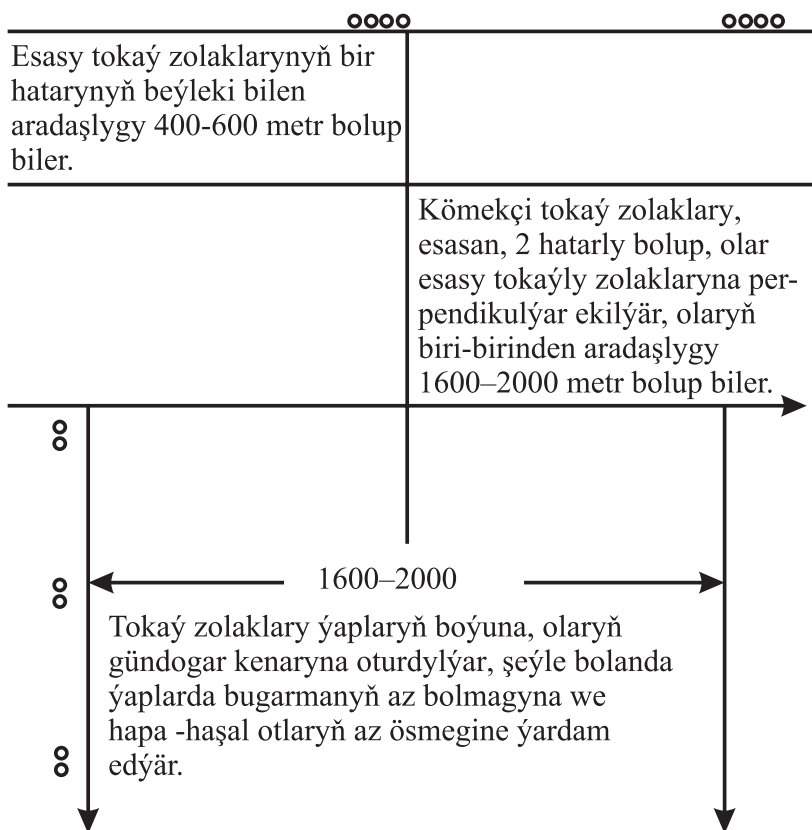 Esasy tokaý zolaklarynyň bir
hatarynyň beýleki bilen
aradaşlygy 400-600 metr bolup
biler.
Kömekçi tokaý zolaklary,
esasan, 2 hatarly bolup, olar
esasy tokaýly zolaklaryna per-
pendikulýar ekilýär, olaryň
biri-birinden aradaşlygy
1600–2000 metr bolup biler.
1600–2000
Tokaý zolaklary ýaplaryň boýuna, olaryň
gündogar kenaryna oturdylýar, şeýle bolanda
ýaplarda bugarmanyň az bolmagyna we
hapa -haşal otlaryň az ösmegine ýardam
edýär.